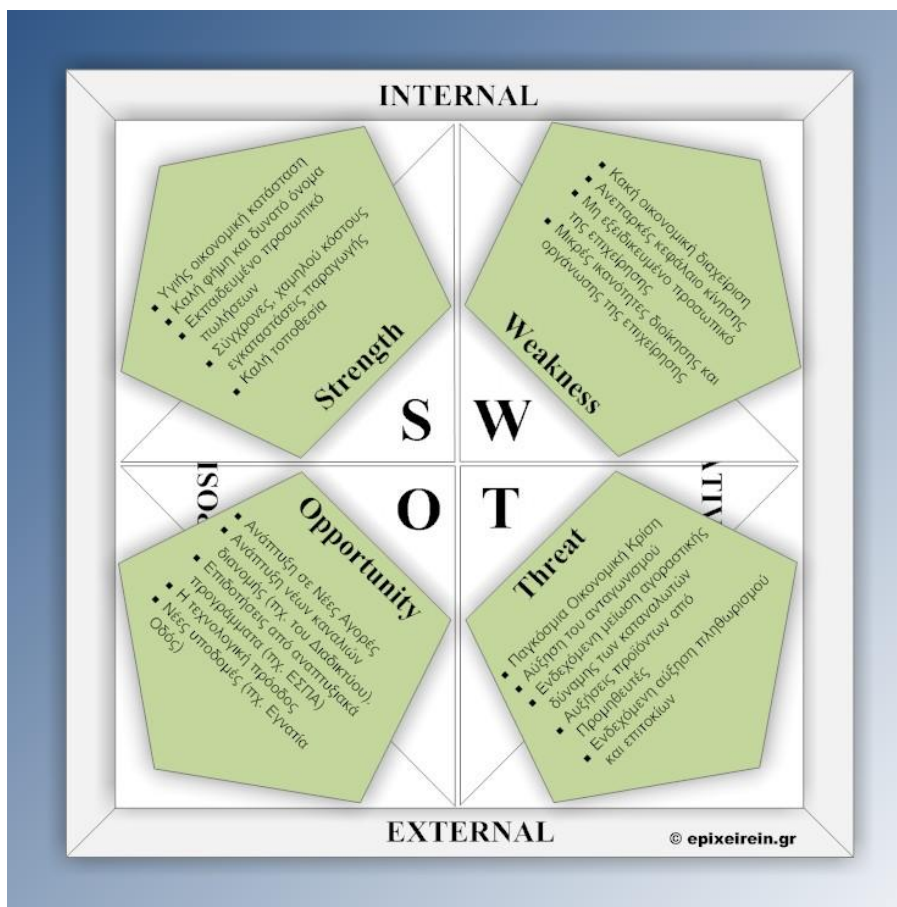 INTERNAL
▪ Υγιής οικονομική κατάσταση
▪ Καλή φήμη και δυνατό όνομα
▪ Εκπαιδευμένο προσωπικό
πωλήσεων
▪ Σύγχρονες, χαμηλού κόστους
εγκαταστάσεις παραγωγής
▪ Καλή τοποθεσία
Strength
S
▪ Κακή οικονομική διαχείριση
▪ Ανεπαρκές κεφάλαιο κίνησης
▪ Μη εξειδικευμένο προσωπικό
της επιχείρησης
▪ Μικρές ικανότητες διοίκησης και
οργάνωσης της επιχείρησης
Weakness
W
POSI
Opportunity
▪ Ανάπτυξη σε Νέες Αγορές
▪ Ανάπτυξη νέων καναλιών
διανομής (πχ. του Διαδικτύου).
▪ Επιδοτήσεις από αναπτυξιακά
προγράμματα (πχ. ΕΣΠΑ)
▪ Η τεχνολογική πρόοδος
▪ Νέες υποδομές (πχ. Εγνατία
Οδός)
O
T
ATIV
Threat
▪ Παγκόσμια Οικονομική Κρίση
▪ Αύξηση του ανταγωνισμού
▪ Ενδεχόμενη μείωση αγοραστικής
δύναμης των καταναλωτών
▪ Αυξήσεις προϊόντων από
Προμηθευτές
▪ Ενδεχόμενη αύξηση πληθωρισμού
και επιτοκίων
EXTERNAL
© epixeirein.gr